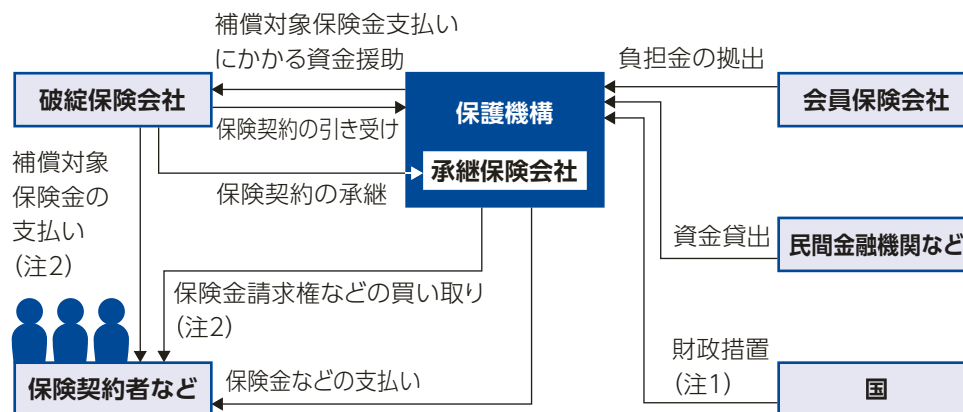 補償対象保険金支払い
にかかる資金援助
負担金の拠出
破綻保険会社
保護機構
会員保険会社
保険契約の引き受け
承継保険会社
補償対象
保険金の
支払い
(注2)
保険契約の承継
資金貸出
民間金融機関など
保険金請求権などの買い取り
(注2)
財政措置
(注1)
保険契約者など
保険金などの支払い
国